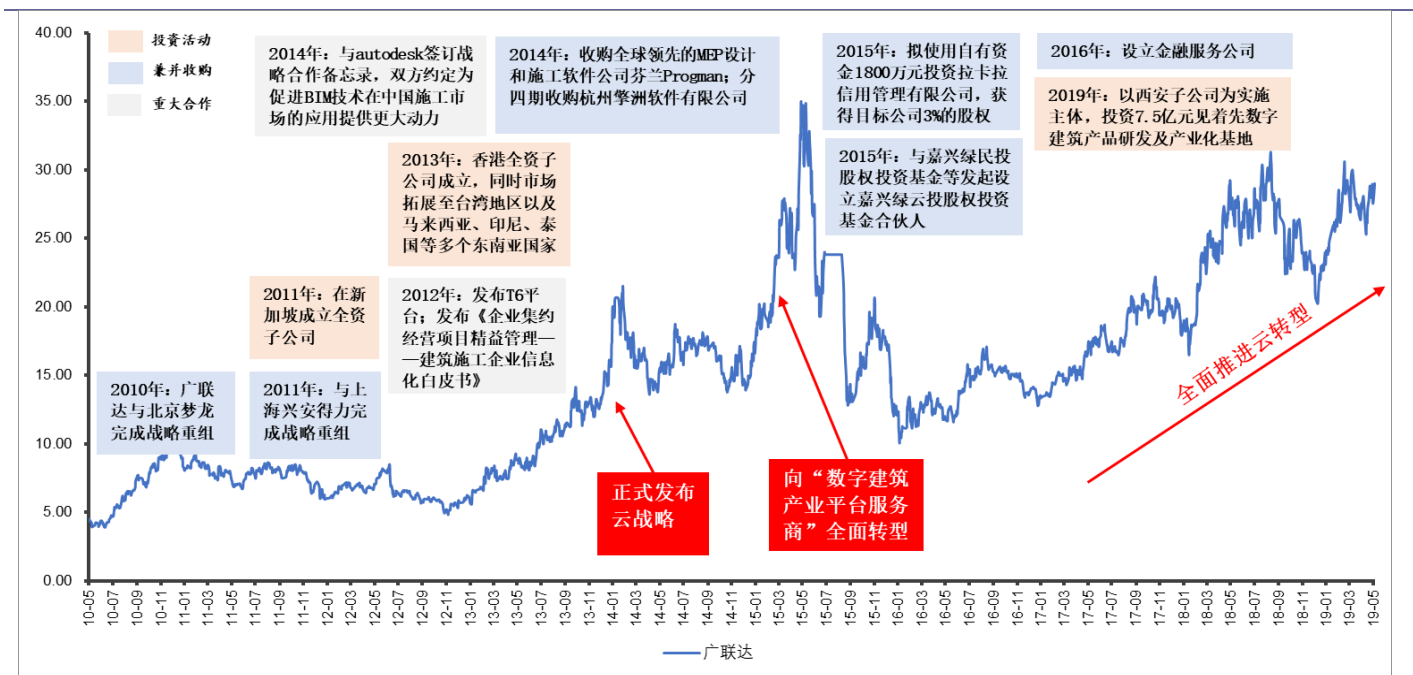 投资活动
兼并收购
重大合作
2014年：与autodesk签订战
略合作备忘录，双方约定为
促进BIM技术在中国施工市
场的应用提供更大动力
2014年：收购全球领先的MEP设计
和施工软件公司芬兰Progman；分
四期收购杭州擎洲软件有限公司
2015年：拟使用自有资
金1800万元投资拉卡拉
信用管理有限公司，获
得目标公司3%的股权
2016年：设立金融服务公司
2019年：以西安子公司为实施
主体，投资7.5亿元见着先数字
建筑产品研发及产业化基地
2013年：香港全资子
公司成立，同时市场
拓展至台湾地区以及
马来西亚、印尼、泰
国等多个东南亚国家
2015年：与嘉兴绿民投
股权投资基金等发起设
立嘉兴绿云投股权投资
基金合伙人
2011年：在新
加坡成立全资
子公司
2012年：发布T6平
台；发布《企业集约
经营项目精益管理—
—建筑施工企业信息
化白皮书》
2010年：广联
达与北京梦龙
完成战略重组
2011年：与上
海兴安得力完
成战略重组
正式发布
云战略
向“数字建筑
产业平台服务
商”全面转型
全面推进云转型
40.00
35.00
30.00
25.00
20.00
15.00
10.00
5.00
0.00
10-05
10-07
10-09
10-11
11-01
11-03
11-05
11-07
11-09
11-11
12-01
12-03
12-05
12-07
12-09
12-11
13-01
13-03
13-05
13-07
13-09
13-11
14-01
14-03
14-05
14-07
14-09
14-11
15-01
15-03
15-05
15-07
15-09
15-11
16-01
16-03
16-05
16-07
16-09
16-11
17-01
17-03
17-05
17-07
17-09
17-11
18-01
18-03
18-05
18-07
18-09
18-11
19-01
19-03
19-05
广联达